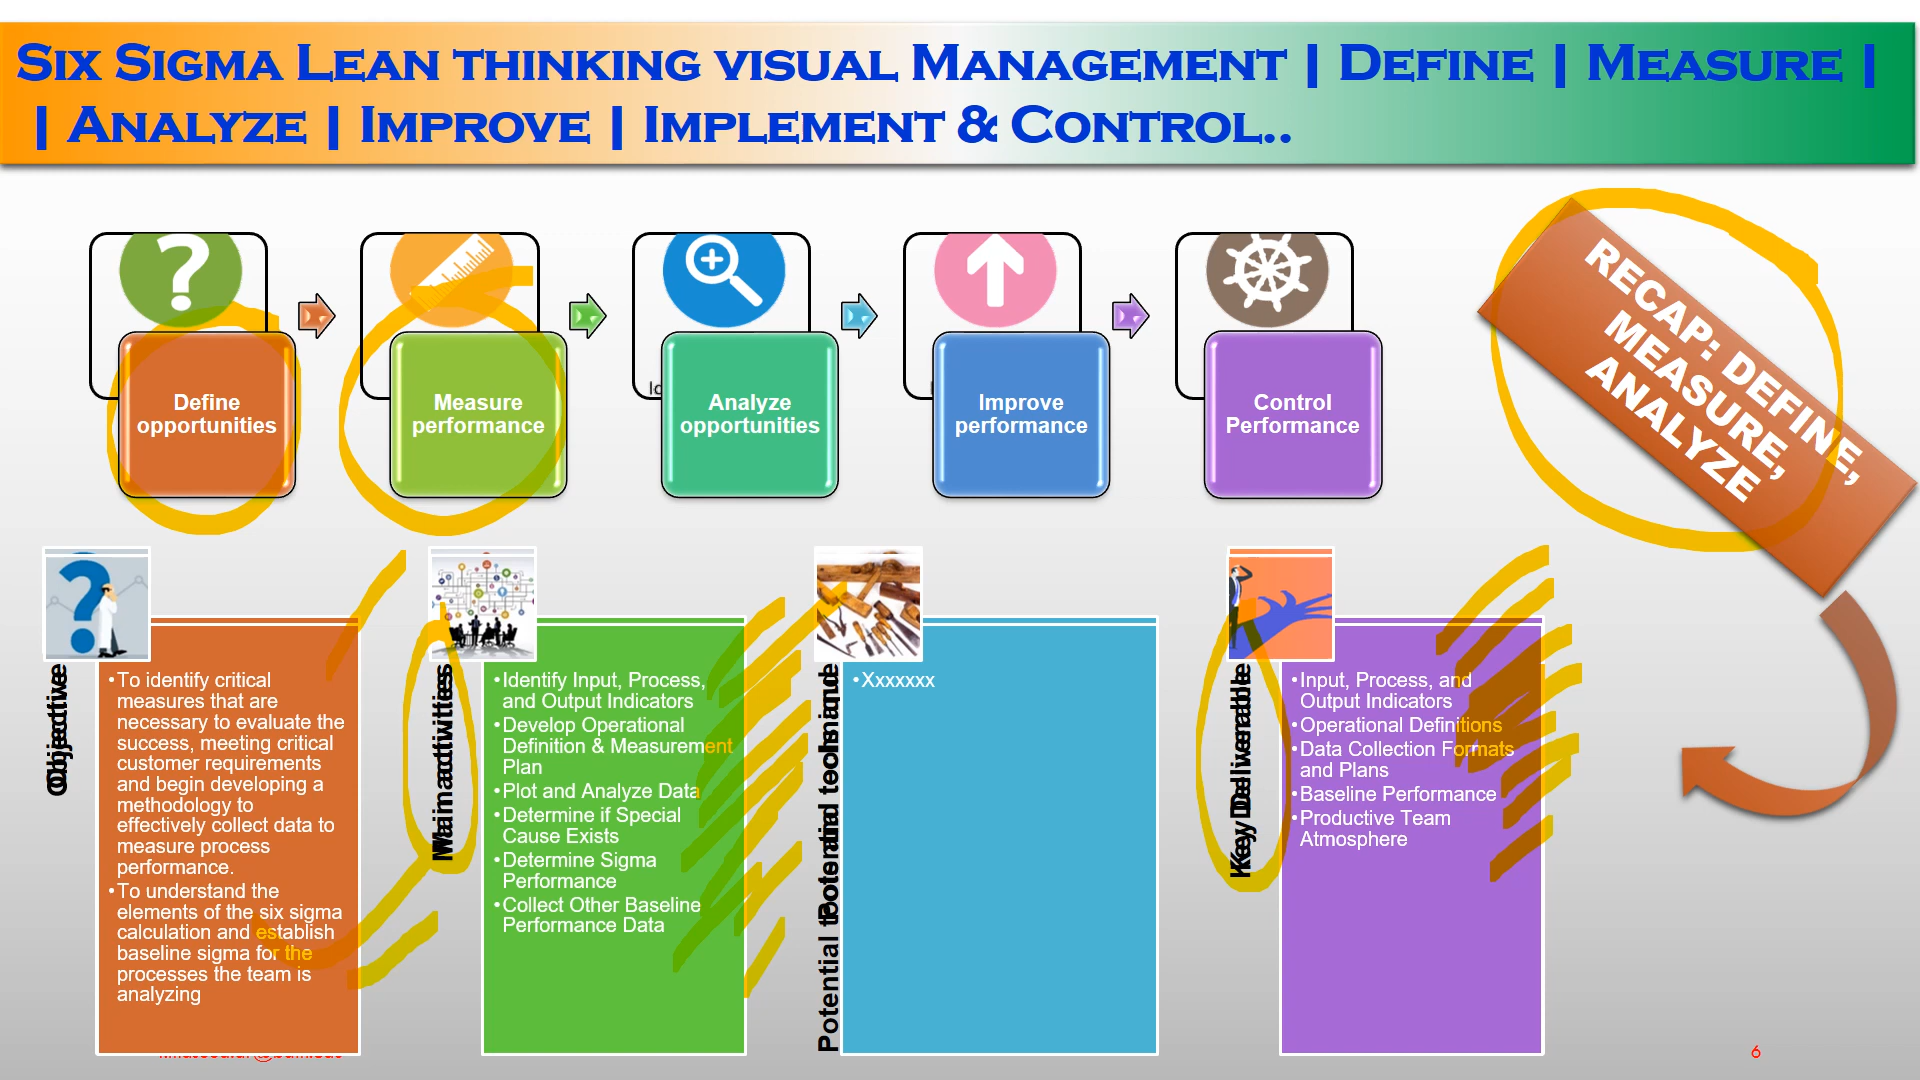 Six Sigma Lean thinking visual Management | Define | Measure |
| Analyze | Improve | Implement & Control..
Define
opportunities
Measure
performance
Analyze
opportunities
Improve
performance
Control
Performance
RECAP: DEFINE,
MEASURE,
ANALYZE
Objective
•To identify critical
measures that are
necessary to evaluate the
success, meeting critical
customer requirements
and begin developing a
methodology to
effectively collect data to
measure process
performance.
•To understand the
elements of the six sigma
calculation and establish
baseline sigma for the
processes the team is
analyzing
Main activities
•Identify Input, Process,
and Output Indicators
•Develop Operational
Definition & Measurement
Plan
•Plot and Analyze Data
•Determine if Special
Cause Exists
•Determine Sigma
Performance
•Collect Other Baseline
Performance Data
Potential
•Xxxxxxx
Key Deliverable
•Input, Process, and
Output Indicators
•Operational Definitions
•Data Collection Formats
and Plans
•Baseline Performance
•Productive Team
Atmosphere
6